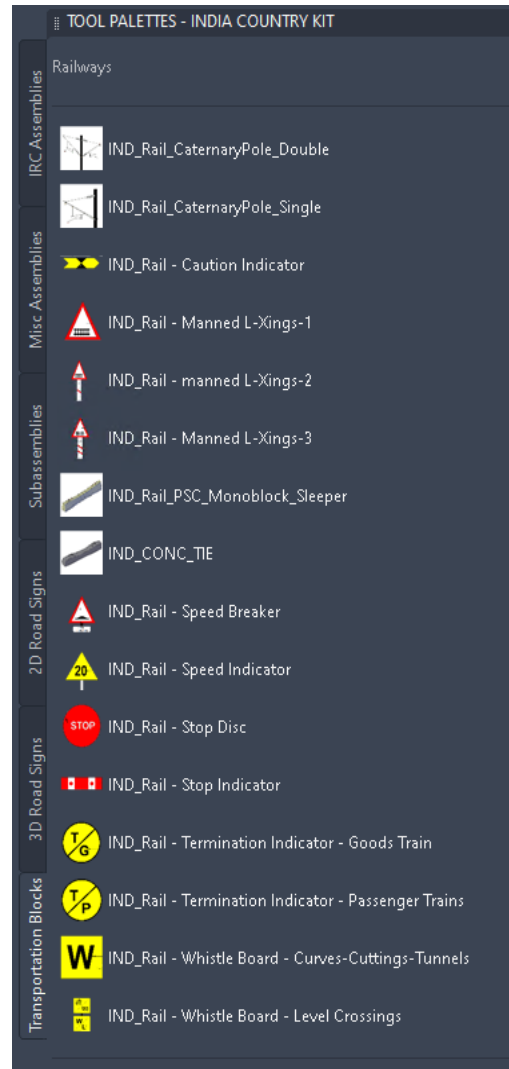 TOOL PALETTES - INDIA COUNTRY KIT
Railways
IRC Assemblies
Misc Assemblies
Subassemblies
2D Road Signs
3D Road Signs
Transportation Blocks
IND_Rail_CaternaryPole_Double
IND_Rail_CaternaryPole_Single
IND_Rail - Caution Indicator
IND_Rail - Manned L-Xings-1
IND_Rail - manned L-Xings-2
IND_Rail - Manned L-Xings-3
IND_Rail_PSC_Monoblock_Sleeper
IND_CONC_TIE
IND_Rail - Speed Breaker
20
IND_Rail - Speed Indicator
STOP
IND_Rail - Stop Disc
IND_Rail - Stop Indicator
T/G
IND_Rail - Termination Indicator - Goods Train
T/P
IND_Rail - Termination Indicator - Passenger Trains
W
IND_Rail - Whistle Board - Curves-Cuttings-Tunnels
IND_Rail - Whistle Board - Level Crossings